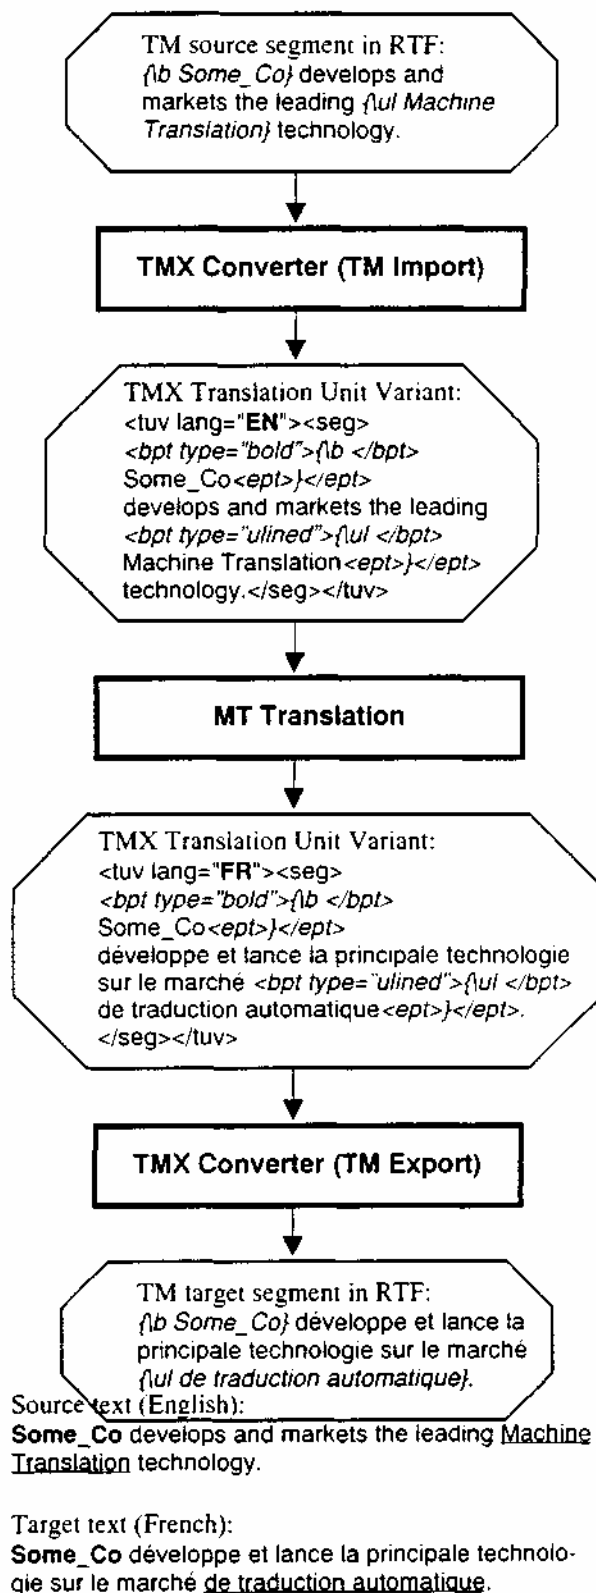 TM source segment in RTF:
{\b Some_Co} develops and
markets the leading {\ul Machine
Translation} technology.
TMX Converter (TM Import)
TMX Translation Unit Variant:
<tuv lang="EN"><seg>
<bpt type="bold">{\b </bpt>
Some_Co<ept>}</ept>
develops and markets the leading
<bpt type="ulined">{\ul </bpt>
Machine Translation<ept>}</ept>
technology.</seg></tuv>
MT Translation
TMX Translation Unit Variant:
<tuv lang="FR"><seg>
<bpt type="bold">{\b </bpt>
Some_Co<ept>}</ept>
développe et lance la principale technologie
sur le marché <bpt type="ulined">{\ul </bpt>
de traduction automatique<ept>}</ept>.
</seg></tuv>
TMX Converter (TM Export)
TM target segment in RTF:
{\b Some_Co} développe et lance la
principale technologie sur le marché
{\ul de traduction automatique}.
Source text (English):
Some_Co develops and markets the leading Machine
Translation technology.
Target text (French):
Some_Co développe et lance la principale technolo-
gie sur le marché de traduction automatique.